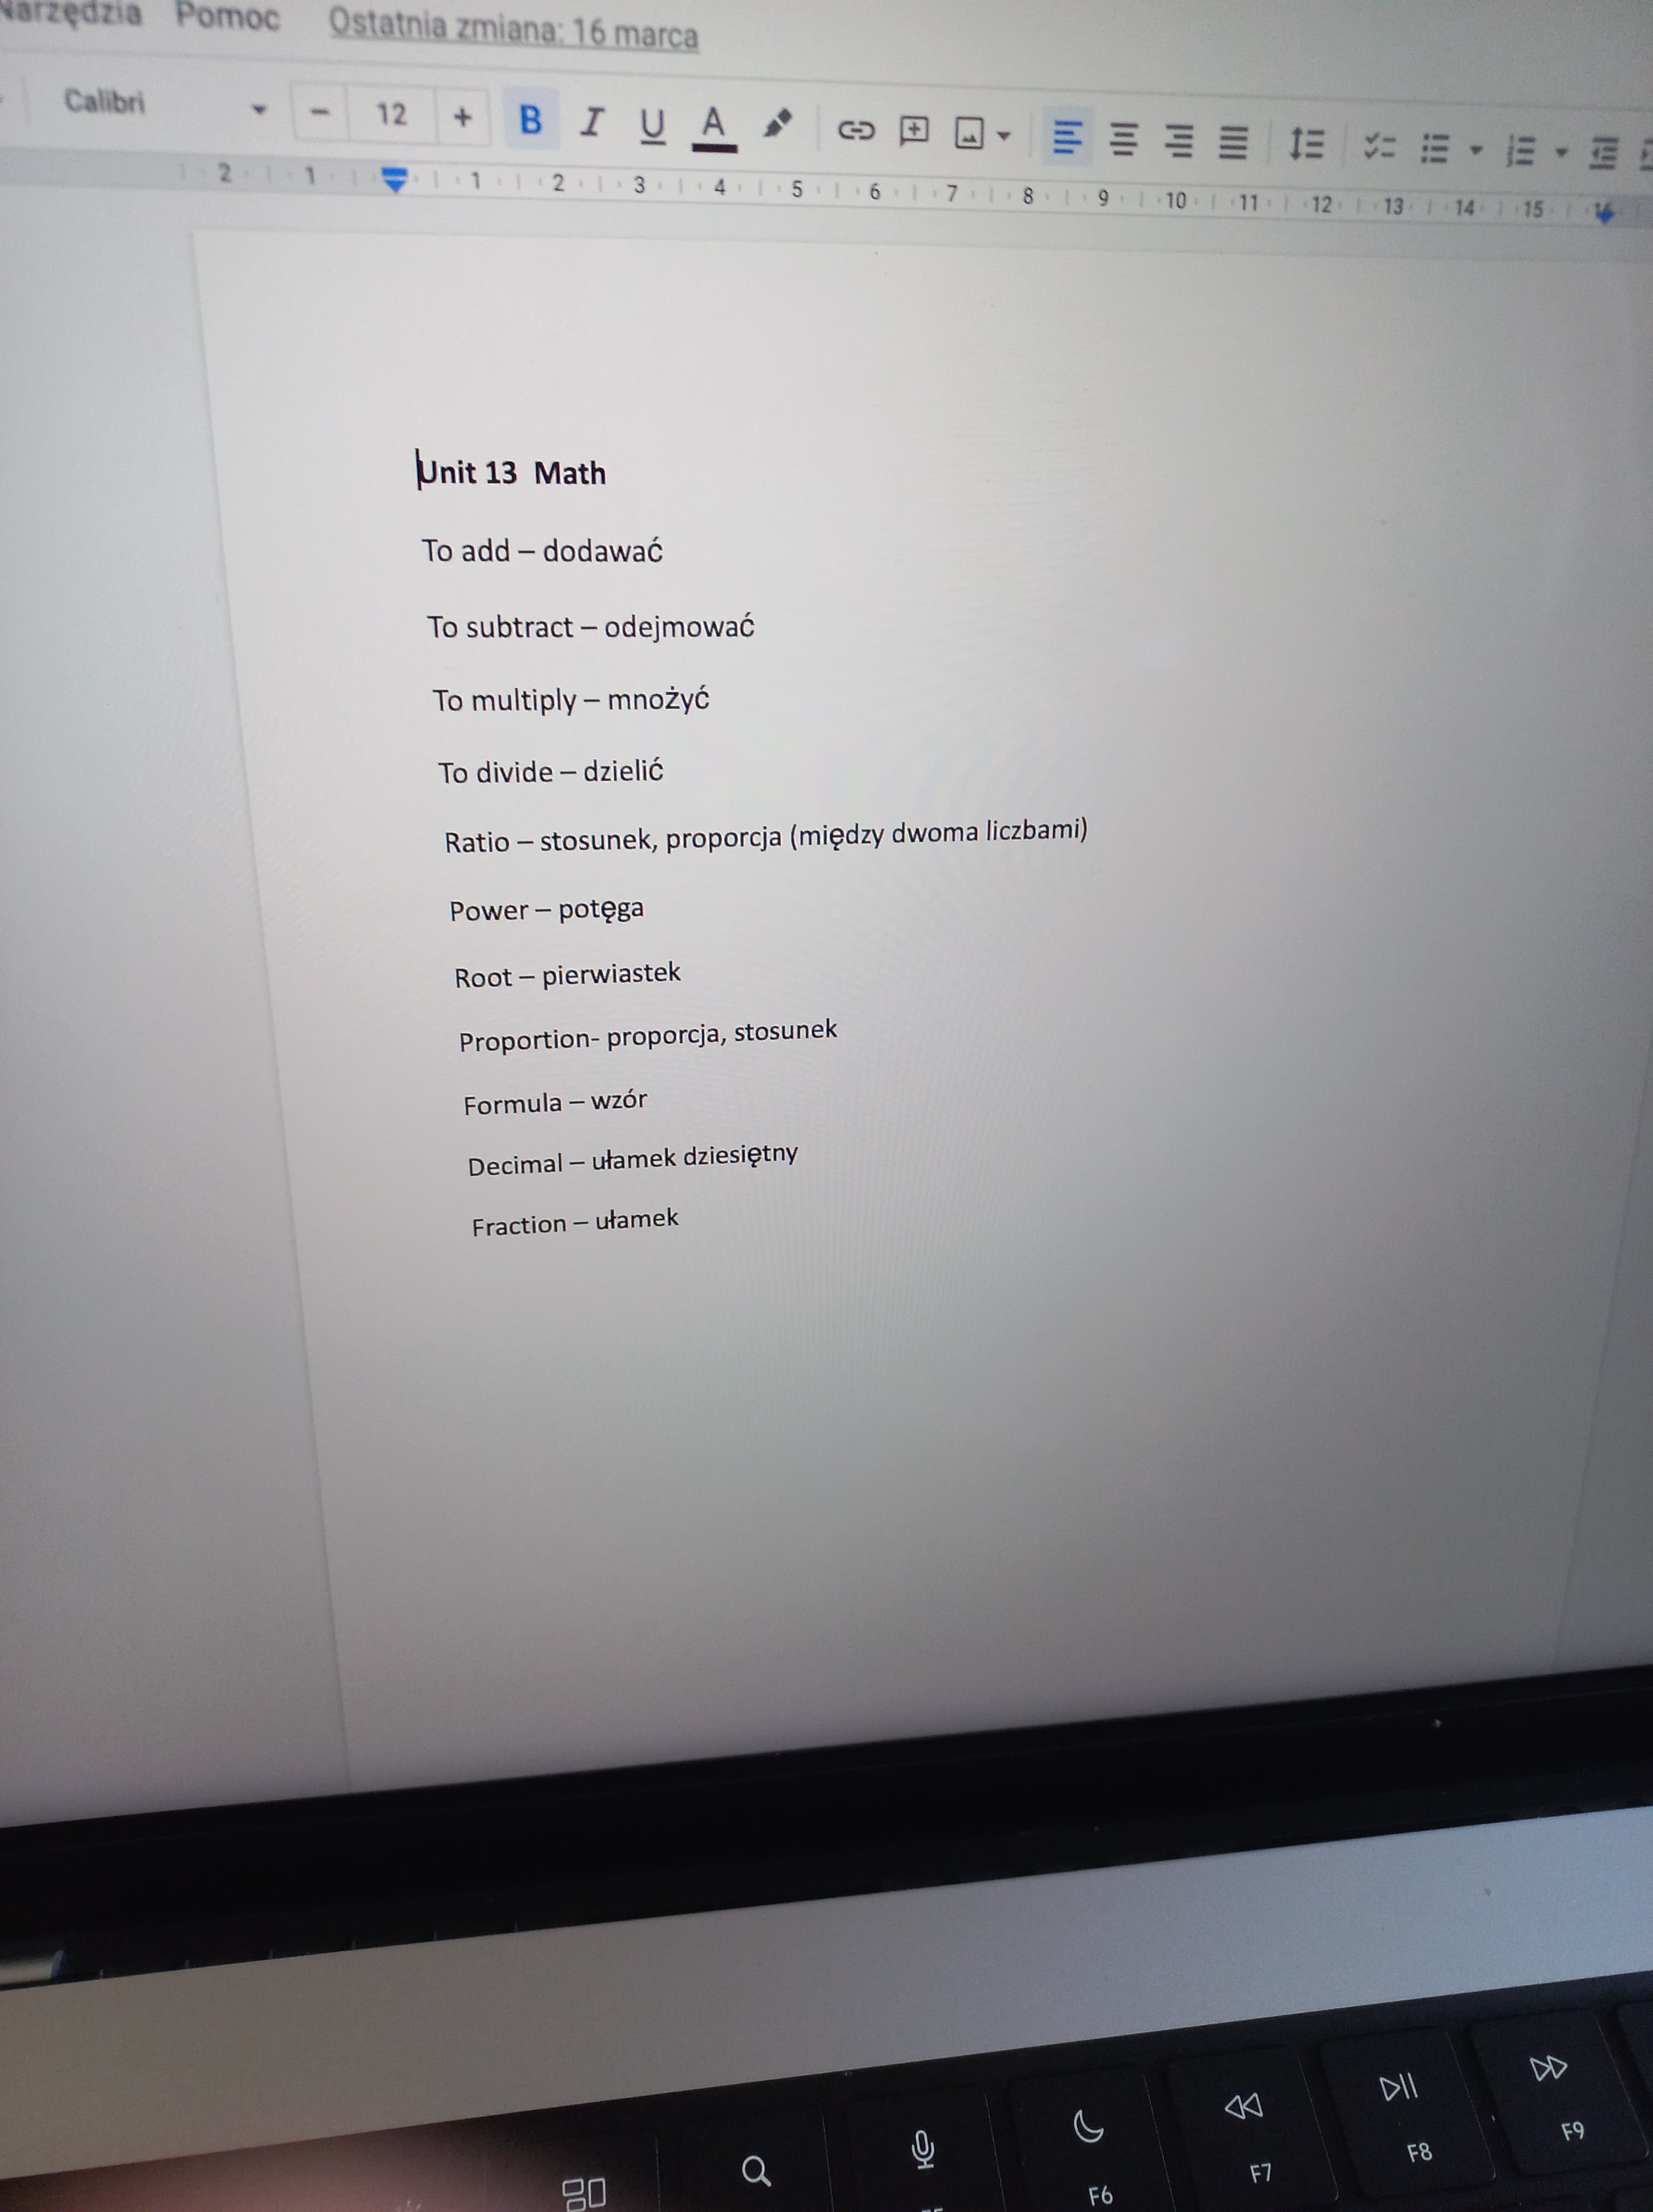 Narzędzia Pomoc Ostatnia zmiana: 16 marca
Calibri 12 B I U A
2 1 1 2 3 4 5 6 7 8 9 10 11 12 13 14 15 16
Unit 13 Math
To add – dodawać
To subtract – odejmować
To multiply – mnożyć
To divide – dzielić
Ratio – stosunek, proporcja (między dwoma liczbami)
Power – potęga
Root – pierwiastek
Proportion- proporcja, stosunek
Formula – wzór
Decimal – ułamek dziesiętny
Fraction – ułamek
F6 F7 F8 F9